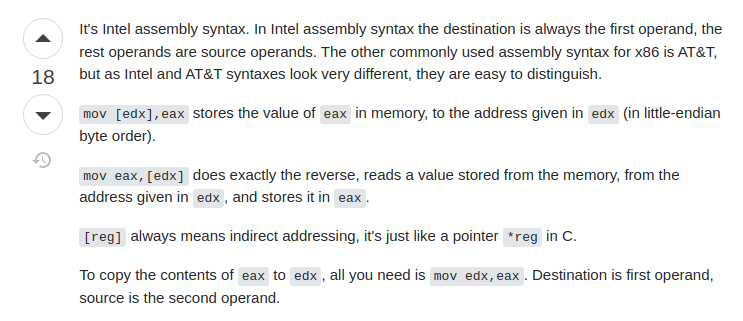 It's Intel assembly syntax. In Intel assembly syntax the destination is always the first operand, the
rest operands are source operands. The other commonly used assembly syntax for x86 is AT&T,
but as Intel and AT&T syntaxes look very different, they are easy to distinguish.
18
mov [edx],eax stores the value of eax in memory, to the address given in edx (in little-endian
byte order).
mov eax,[edx] does exactly the reverse, reads a value stored from the memory, from the
address given in edx, and stores it in eax.
[reg] always means indirect addressing, it's just like a pointer *reg in C.
To copy the contents of eax to edx, all you need is mov edx,eax. Destination is first operand,
source is the second operand.